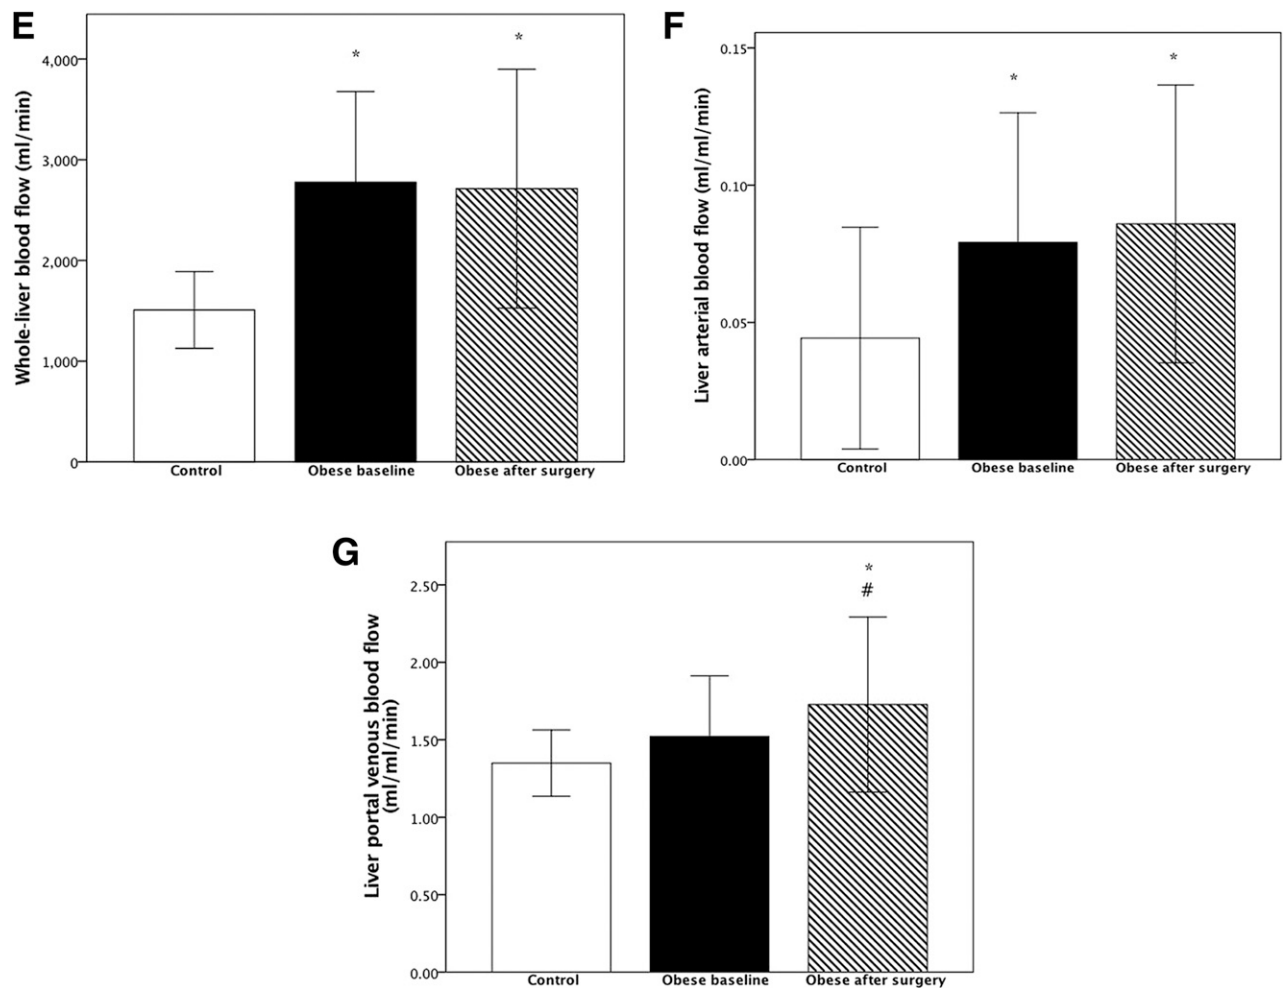 E
Whole-liver blood flow (ml/min)
4,000
3,000
2,000
1,000
0
*
*
Control
Obese baseline
Obese after surgery
F
Liver arterial blood flow (ml/ml/min)
0.15
0.10
0.05
0.00
*
*
Control
Obese baseline
Obese after surgery
G
Liver portal venous blood flow
(ml/ml/min)
2.50
2.00
1.50
1.00
0.50
0.00
*
#
Control
Obese baseline
Obese after surgery